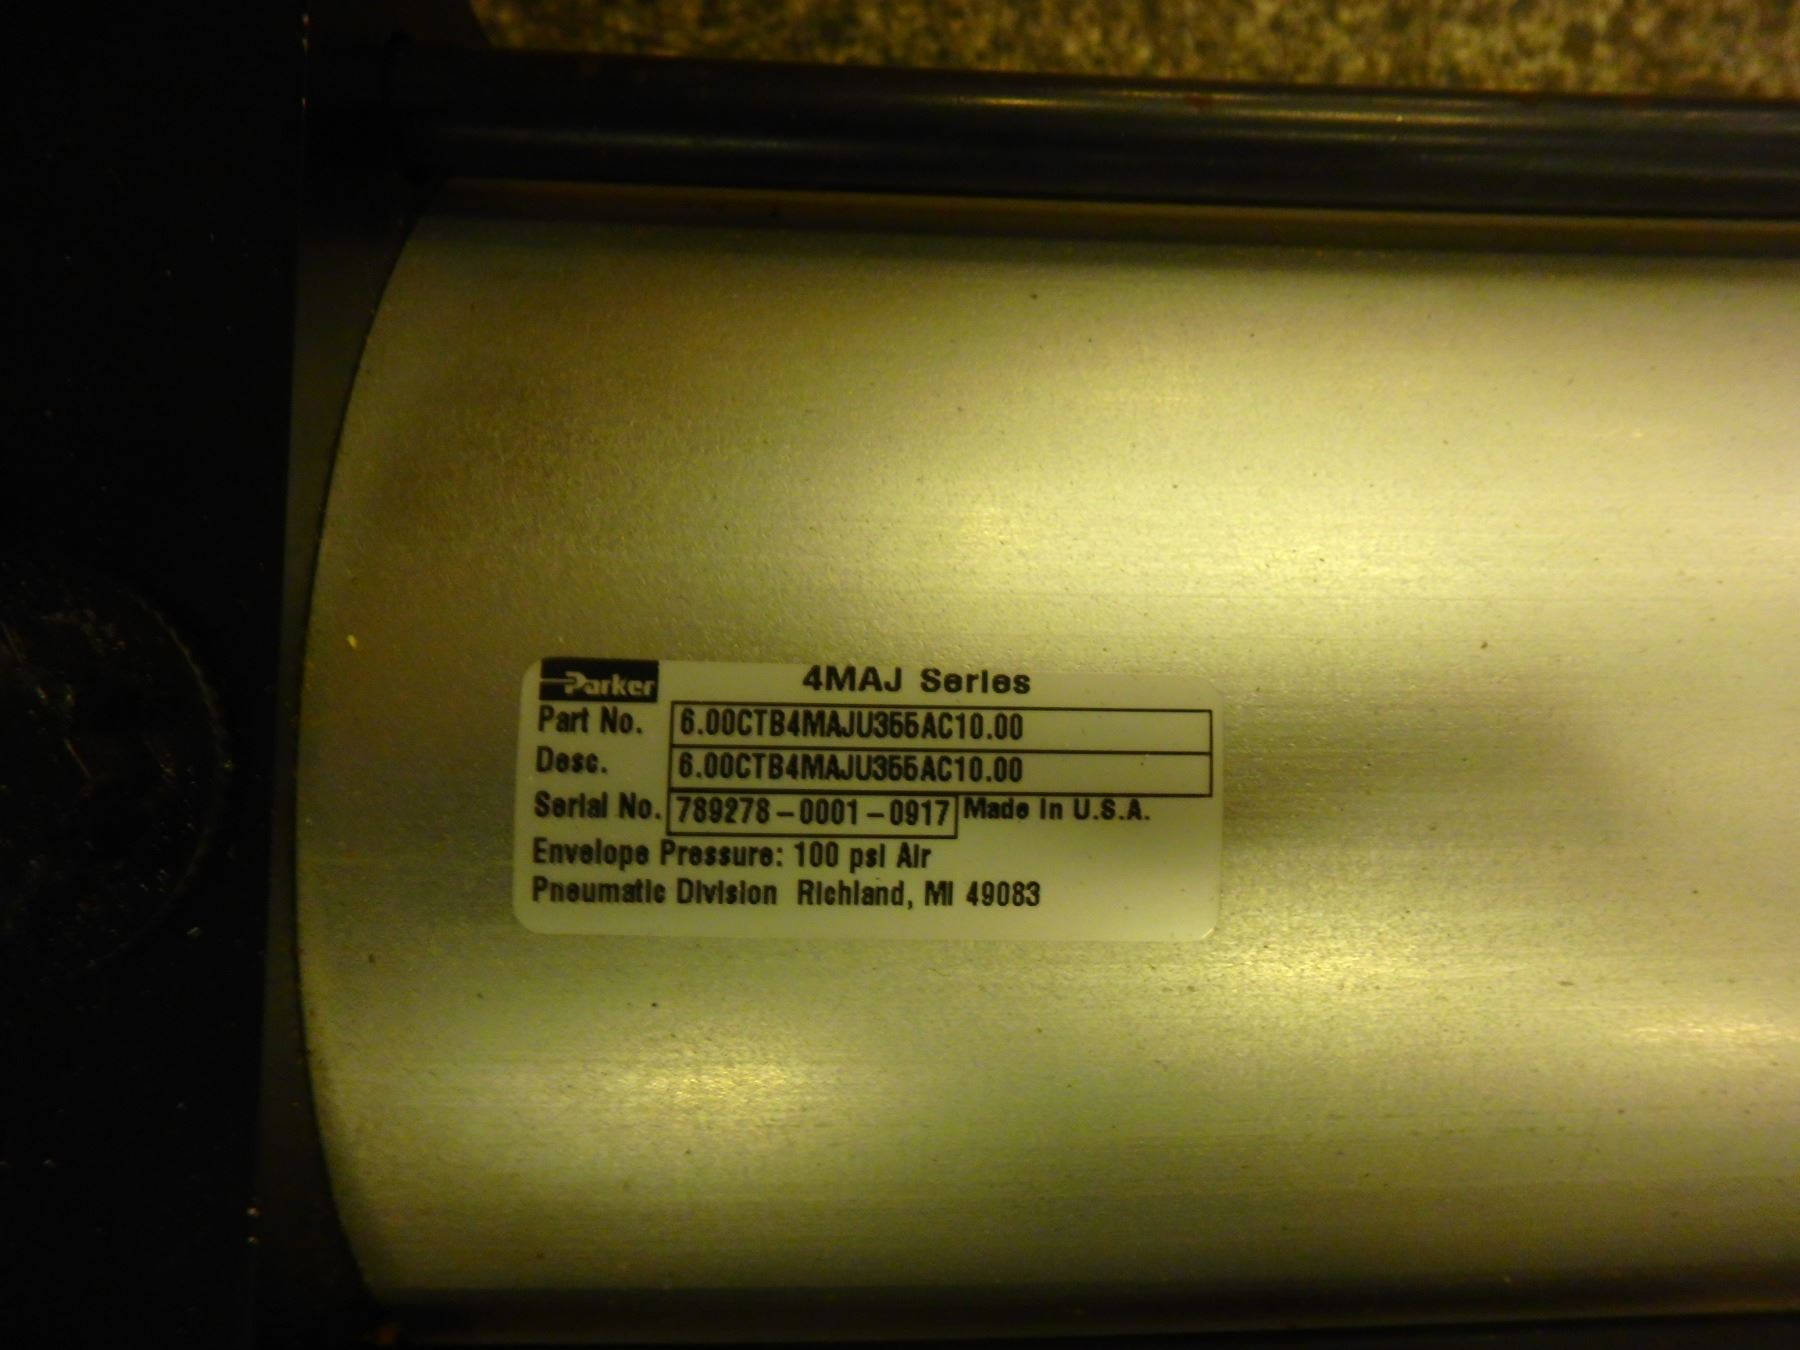 Parker 4MAJ Series
Part No. 6.00CTB4MAJU355AC10.00
Desc. 6.00CTB4MAJU355AC10.00
Serial No. 789278-0001-0917 Made In U.S.A.
Envelope Pressure: 100 psi Air
Pneumatic Division Richland, MI 49083